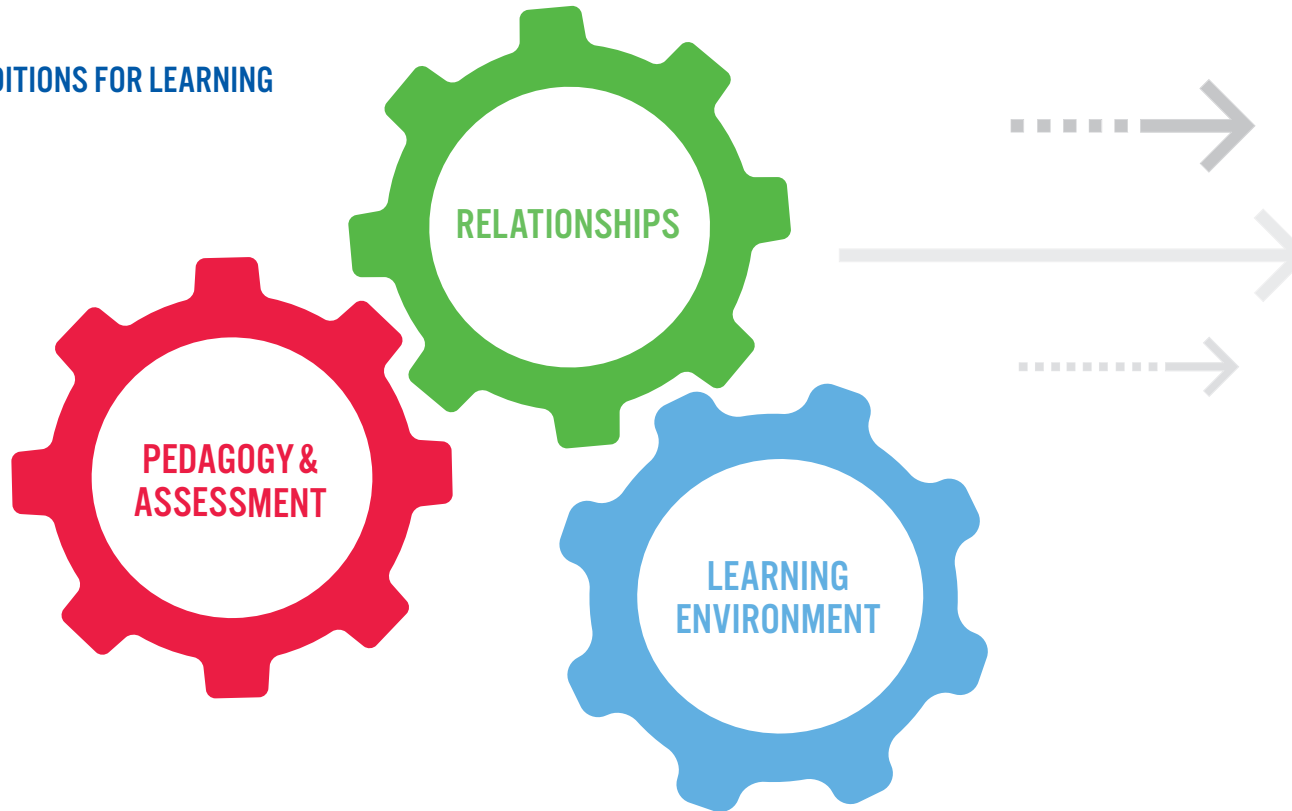 DITIONS FOR LEARNING
RELATIONSHIPS
PEDAGOGY &
ASSESSMENT
LEARNING
ENVIRONMENT